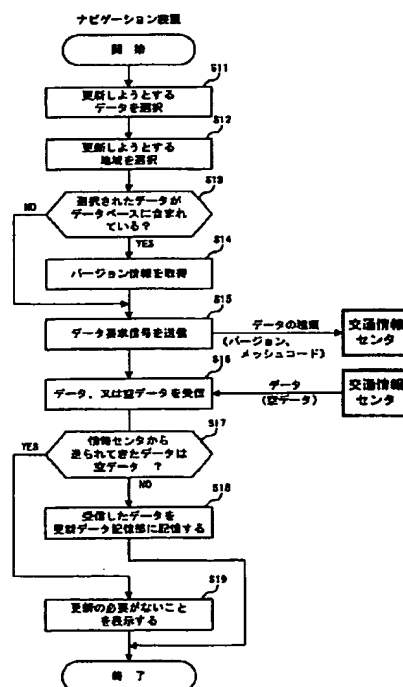 ナビゲーション装置
開 始
S11
更新しようとする
データを選択
S12
更新しようとする
地域を選択
S13
選択されたデータが
データベースに含まれ
ている？
NO
YES
S14
バージョン情報を取得
S15
データ要求信号を送信
データの種類
(バージョン、
メッシュコード)
交通情報
センタ
S16
データ、又は空データを受信
データ
(空データ)
交通情報
センタ
S17
情報センタから
送られてきたデータは
空データ ？
YES
NO
S18
受信したデータを
更新データ記憶部に記憶する
S19
更新の必要がないこと
を表示する
終 了